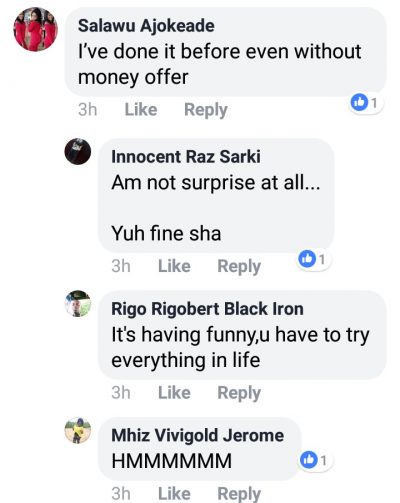 Salawu Ajokeade
I've done it before even without
money offer
3h Like Reply 1
Innocent Raz Sarki
Am not surprise at all...
Yuh fine sha
3h Like Reply 1
Rigo Rigobert Black Iron
It's having funny,u have to try
everything in life
3h Like Reply
Mhiz Vivigold Jerome
HMMMMMM 1
3h Like Reply